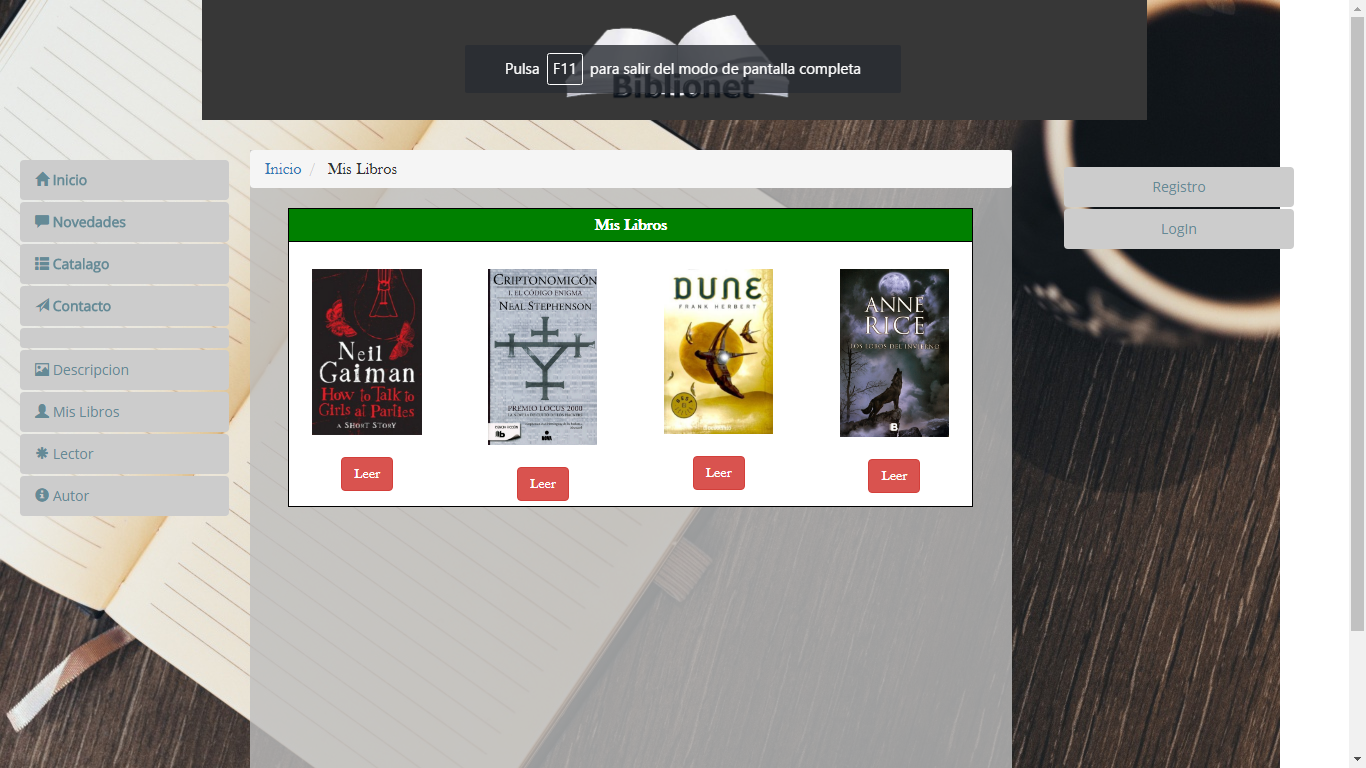 Pulsa F11 para salir del modo de pantalla completa
Biblionet
Inicio
Novedades
Catalago
Contacto
Descripcion
Mis Libros
Lector
Autor
Inicio / Mis Libros
Registro
LogIn
Mis Libros
Neil
Gaiman
How to Talk to
Girls at Parties
A SHORT STORY
Leer
CRIPTONOMICÓN
I. EL CÓDIGO ENIGMA
NEAL STEPHENSON
PREMIO LOCUS 2000
Leer
DUNE
FRANK HERBERT
Leer
ANNE
RICE
LOS LOBOS DEL INVIERNO
B
Leer